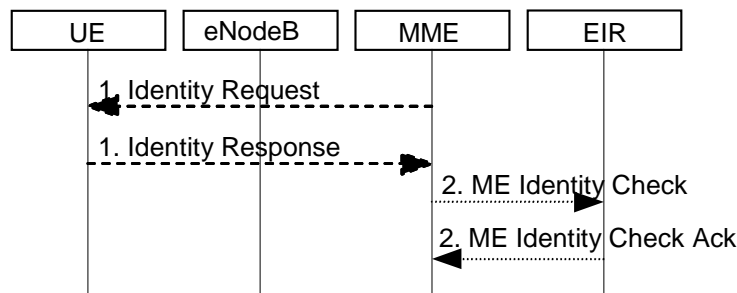 UE eNodeB MME EIR
1. Identity Request
1. Identity Response
2. ME Identity Check
2. ME Identity Check Ack